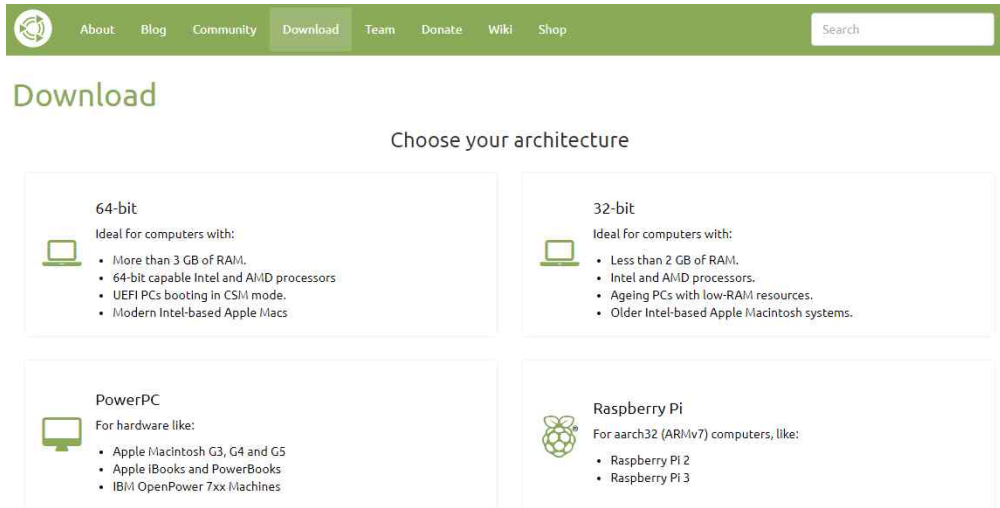 About Blog Community Download Team Donate Wiki Shop Search
Download
Choose your architecture
64-bit
Ideal for computers with:
• More than 3 GB of RAM.
• 64-bit capable Intel and AMD processors
• UEFI PCs booting in CSM mode.
• Modern Intel-based Apple Macs
32-bit
Ideal for computers with:
• Less than 2 GB of RAM.
• Intel and AMD processors.
• Ageing PCs with low-RAM resources.
• Older Intel-based Apple Macintosh systems.
PowerPC
For hardware like:
• Apple Macintosh G3, G4 and G5
• Apple iBooks and PowerBooks
• IBM OpenPower 7xx Machines
Raspberry Pi
For aarch32 (ARMv7) computers, like:
• Raspberry Pi 2
• Raspberry Pi 3